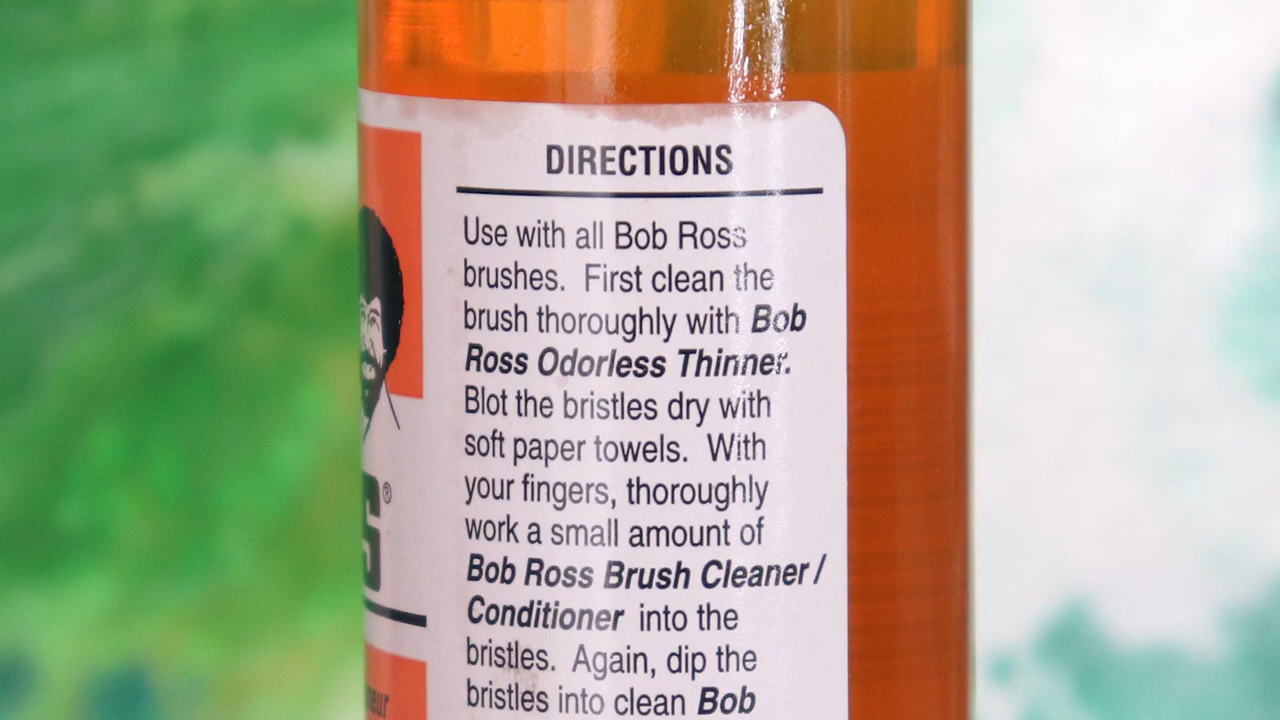 DIRECTIONS
Use with all Bob Ross
brushes. First clean the
brush thoroughly with Bob
Ross Odorless Thinner.
Blot the bristles dry with
soft paper towels. With
your fingers, thoroughly
work a small amount of
Bob Ross Brush Cleaner /
Conditioner into the
bristles. Again, dip the
bristles into clean Bob
S®
neur